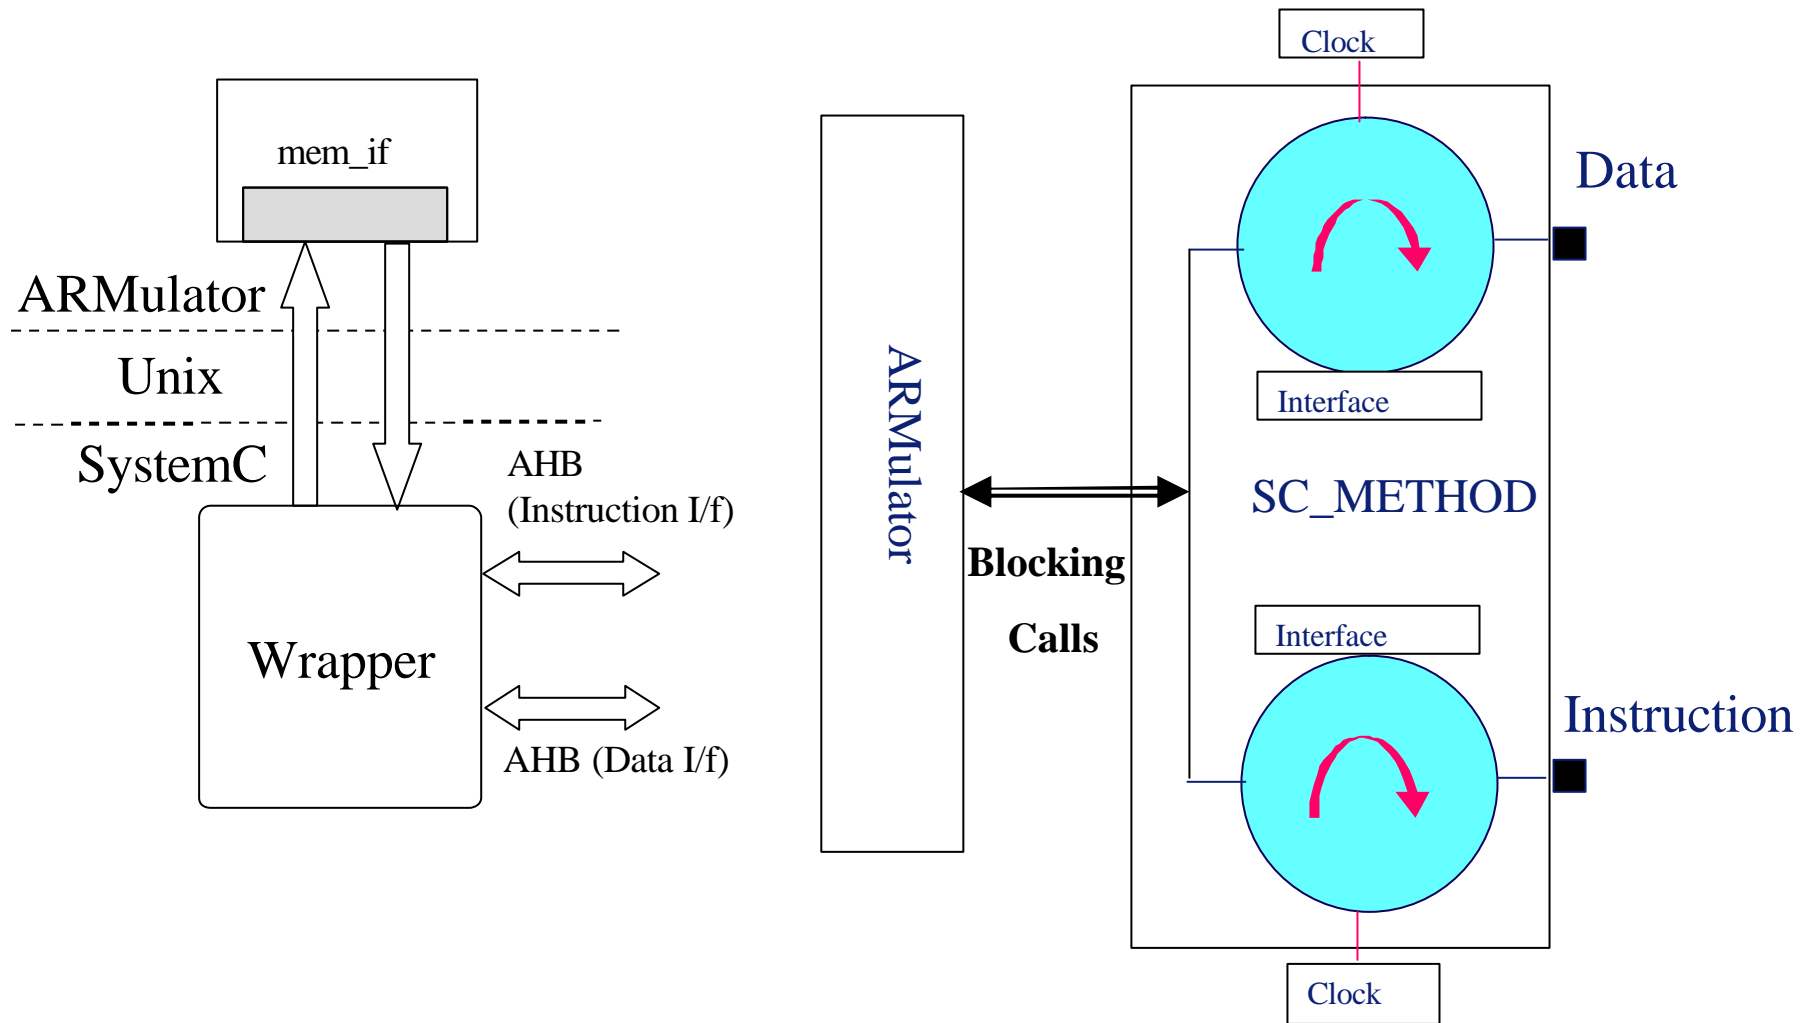 mem_if
ARMulator
Unix
SystemC
AHB
(Instruction I/f)
Wrapper
AHB (Data I/f)
ARMulator
Blocking
Calls
Clock
Data
Interface
SC_METHOD
Interface
Instruction
Clock